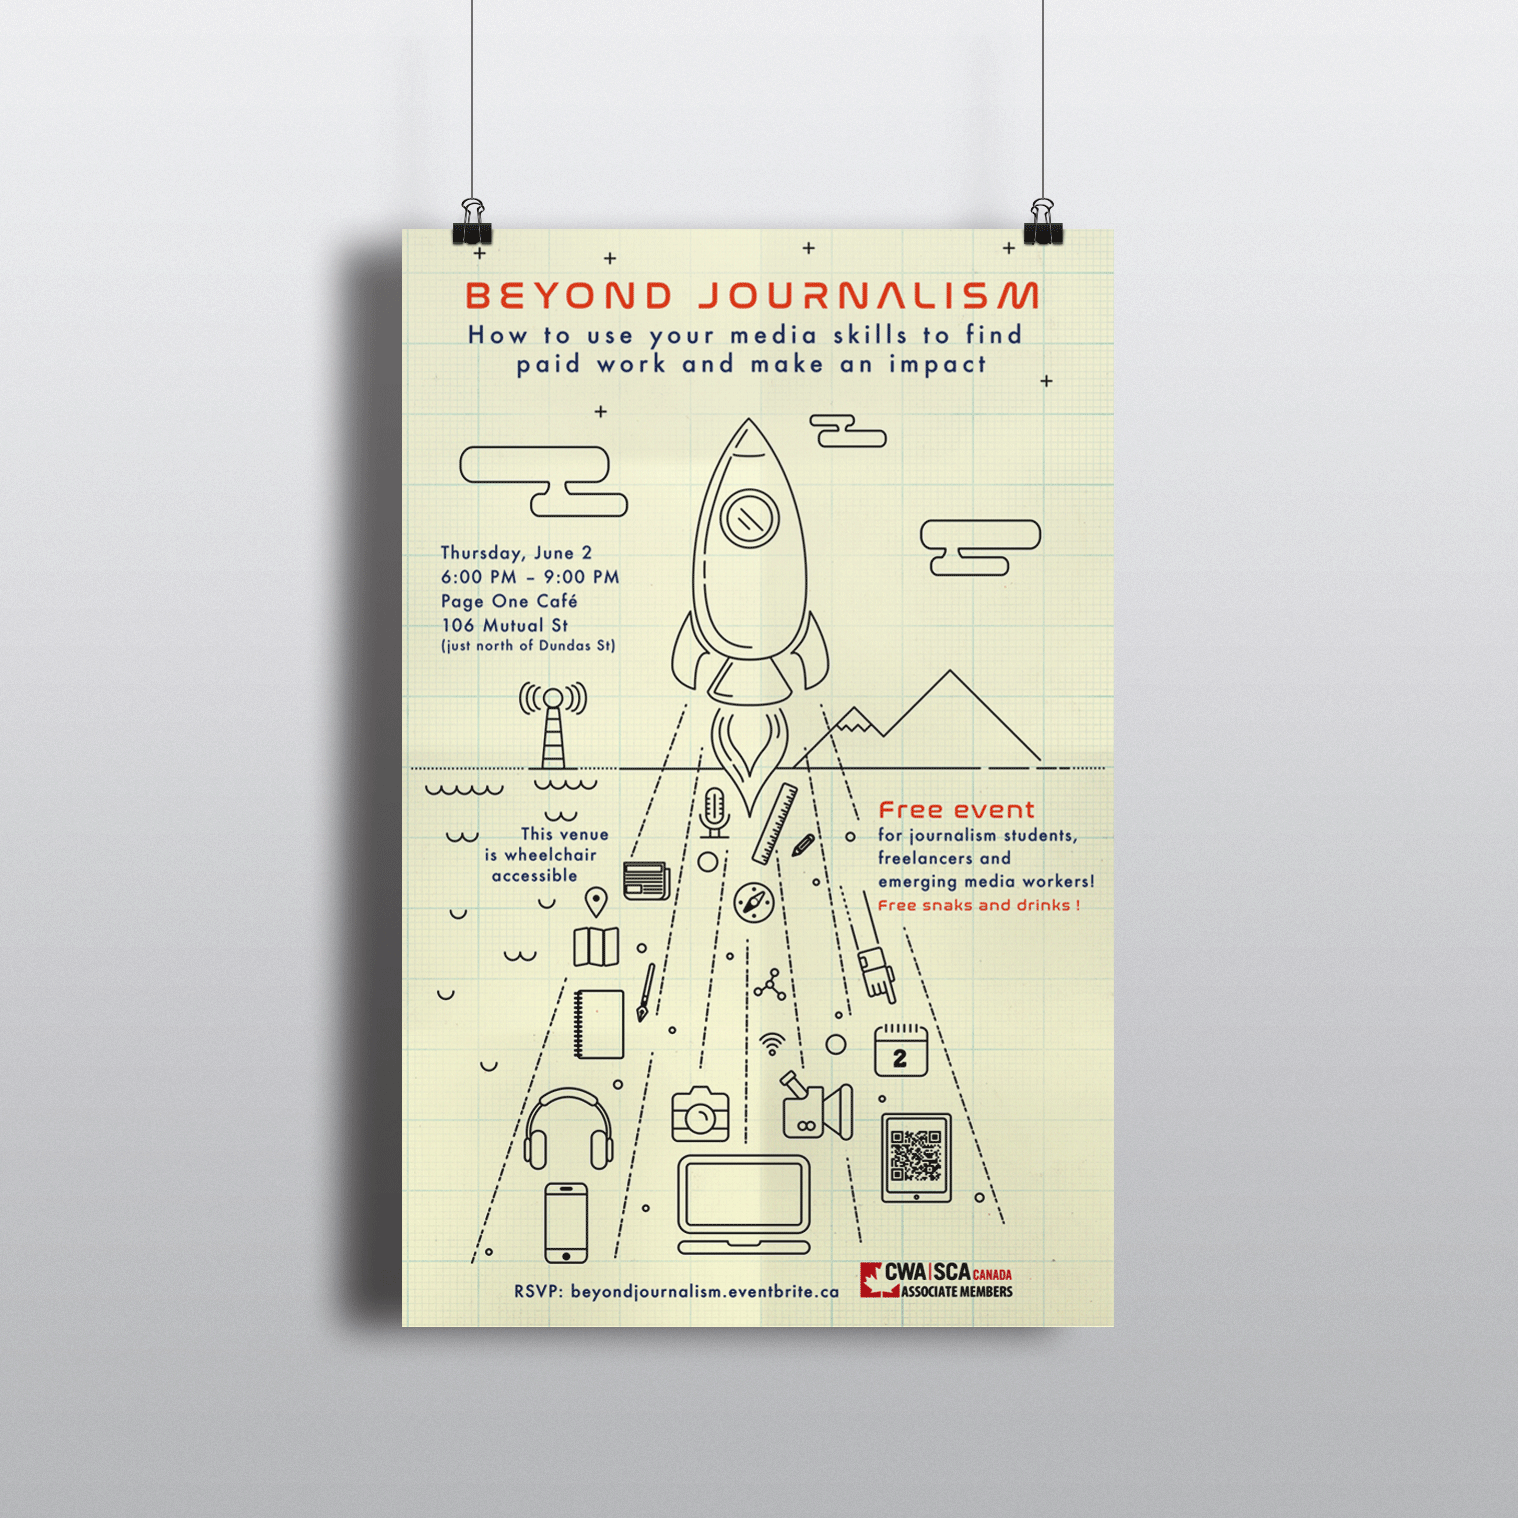 BEYOND JOURNALISM
How to use your media skills to find
paid work and make an impact
Thursday, June 2
6:00 PM – 9:00 PM
Page One Café
106 Mutual St
(just north of Dundas St)
This venue
is wheelchair
accessible
Free event
for journalism students,
freelancers and
emerging media workers!
Free snaks and drinks !
2
RSVP: beyondjournalism.eventbrite.ca
CWA|SCA CANADA
ASSOCIATE MEMBERS